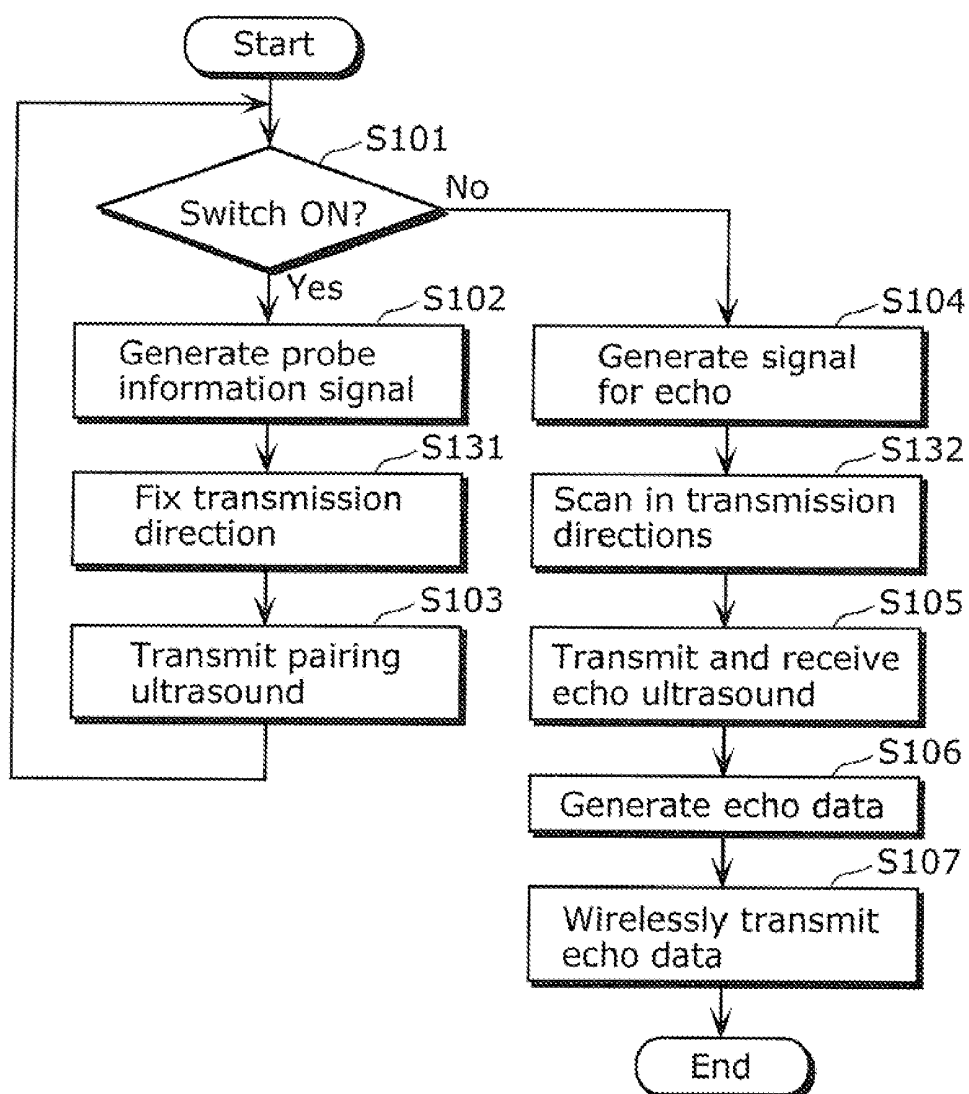 Start
S101
Switch ON?
No
Yes
S102
Generate probe
information signal
S131
Fix transmission
direction
S103
Transmit pairing
ultrasound
S104
Generate signal
for echo
S132
Scan in transmission
directions
S105
Transmit and receive
echo ultrasound
S106
Generate echo data
S107
Wirelessly transmit
echo data
End